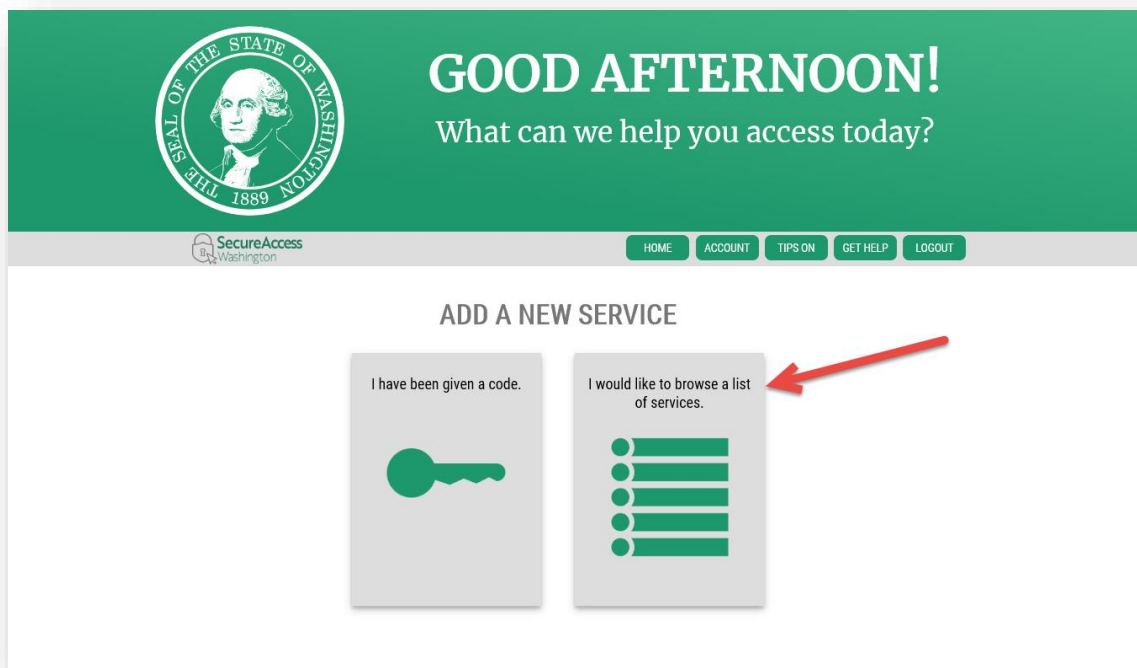 THE SEAL OF THE STATE OF WASHINGTON
1889
GOOD AFTERNOON!
What can we help you access today?
SecureAccess
Washington
HOME ACCOUNT TIPS ON GET HELP LOGOUT
ADD A NEW SERVICE
I have been given a code.
I would like to browse a list
of services.